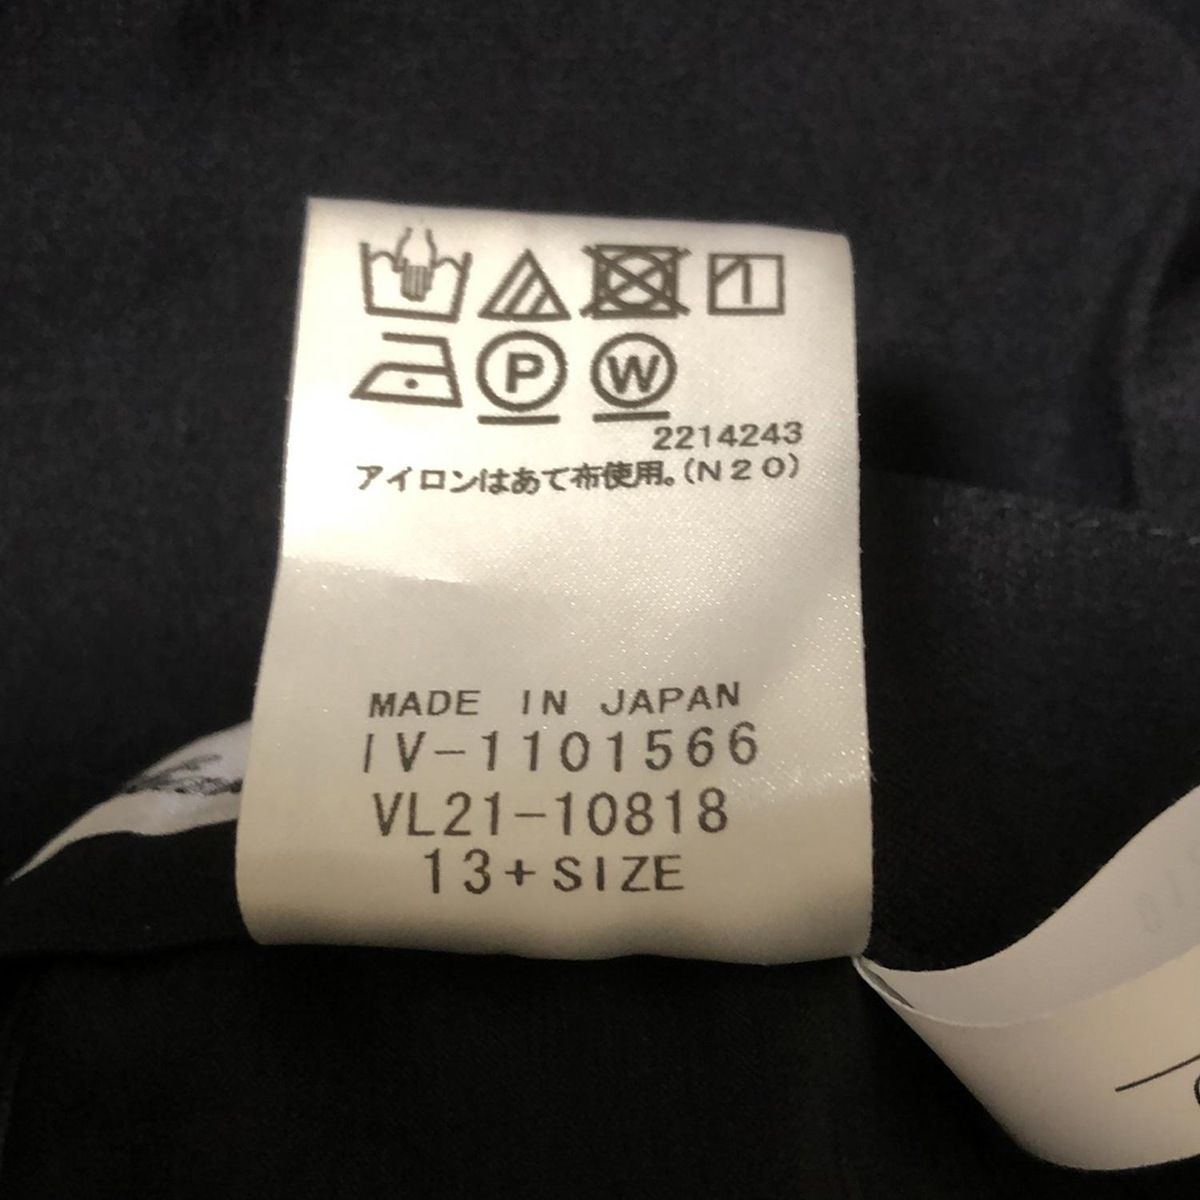 P W
2214243
アイロンはあて布使用。(N20)
MADE IN JAPAN
IV-1101566
VL21-10818
13+SIZE